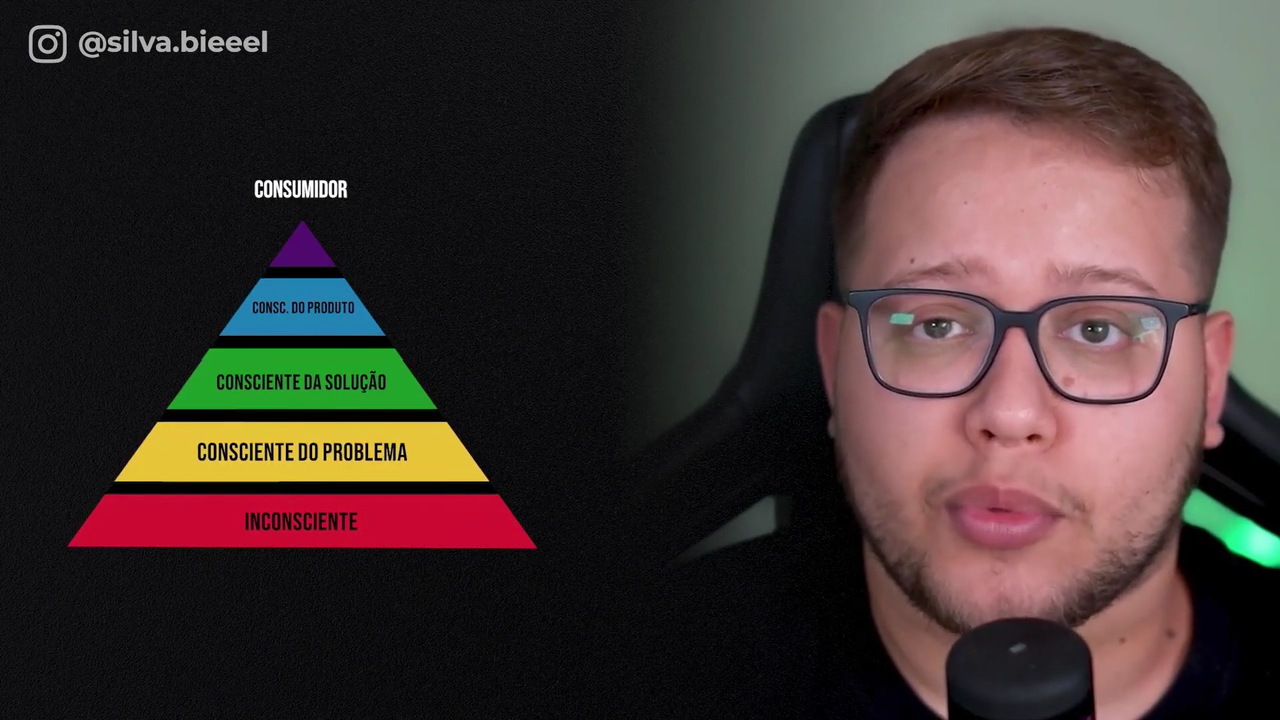 @silva.bieeel
CONSUMIDOR
CONSC. DO PRODUTO
CONSCIENTE DA SOLUÇÃO
CONSCIENTE DO PROBLEMA
INCONSCIENTE